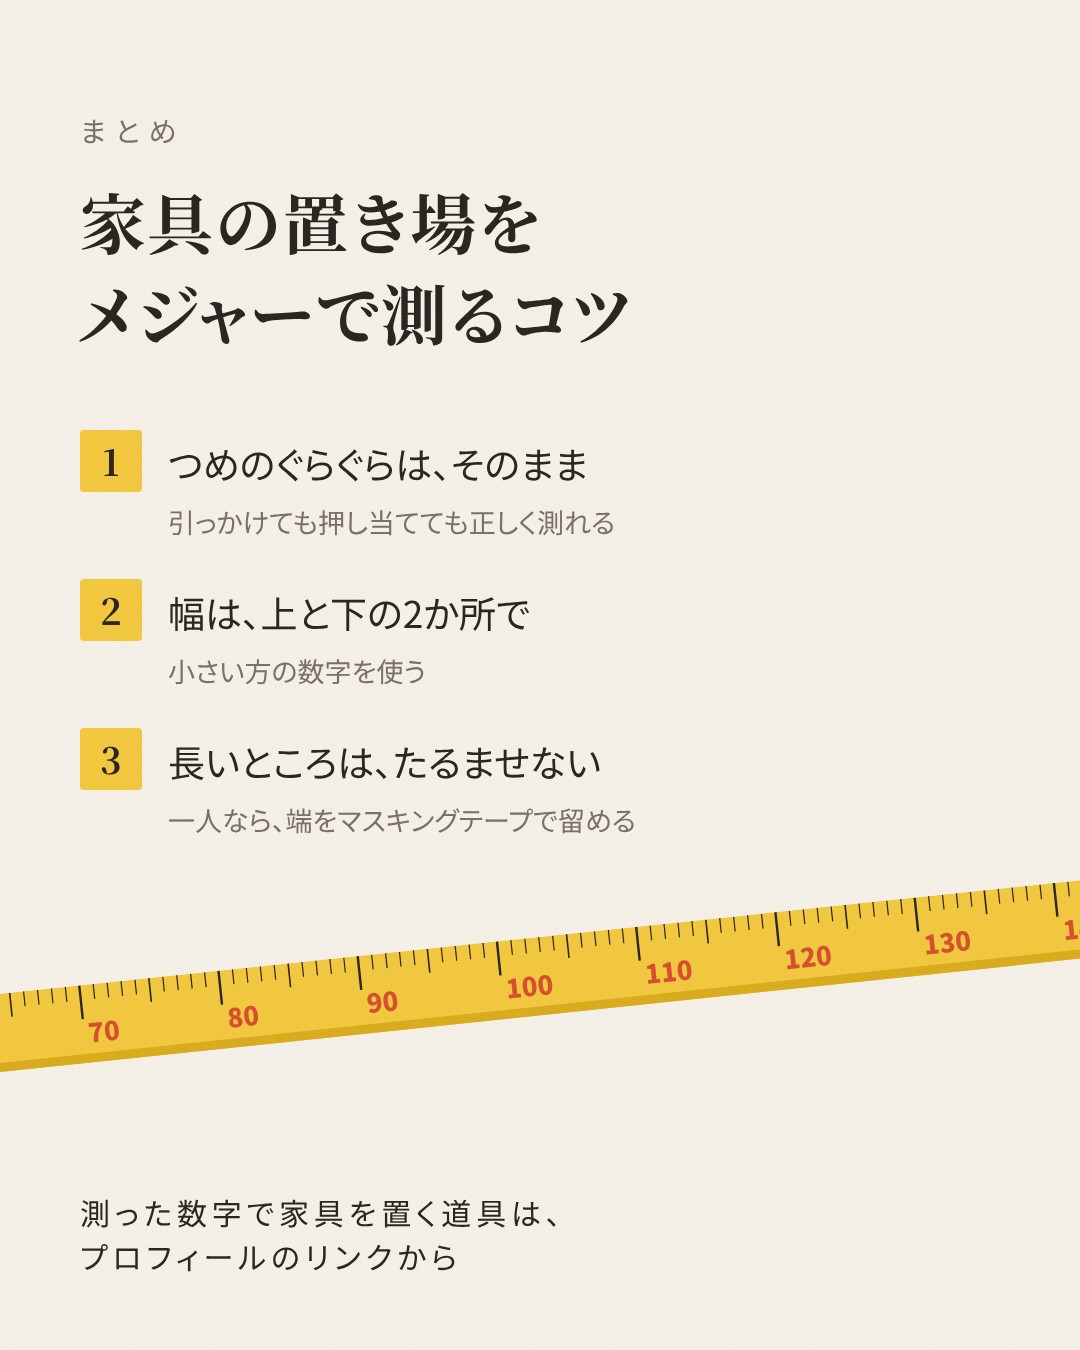 まとめ
家具の置き場を
メジャーで測るコツ
1 つめのぐらぐらは、そのまま
引っかけても押し当てても正しく測れる
2 幅は、上と下の2か所で
小さい方の数字を使う
3 長いところは、たるませない
一人なら、端をマスキングテープで留める
70 80 90 100 110 120 130
測った数字で家具を置く道具は、
プロフィールのリンクから